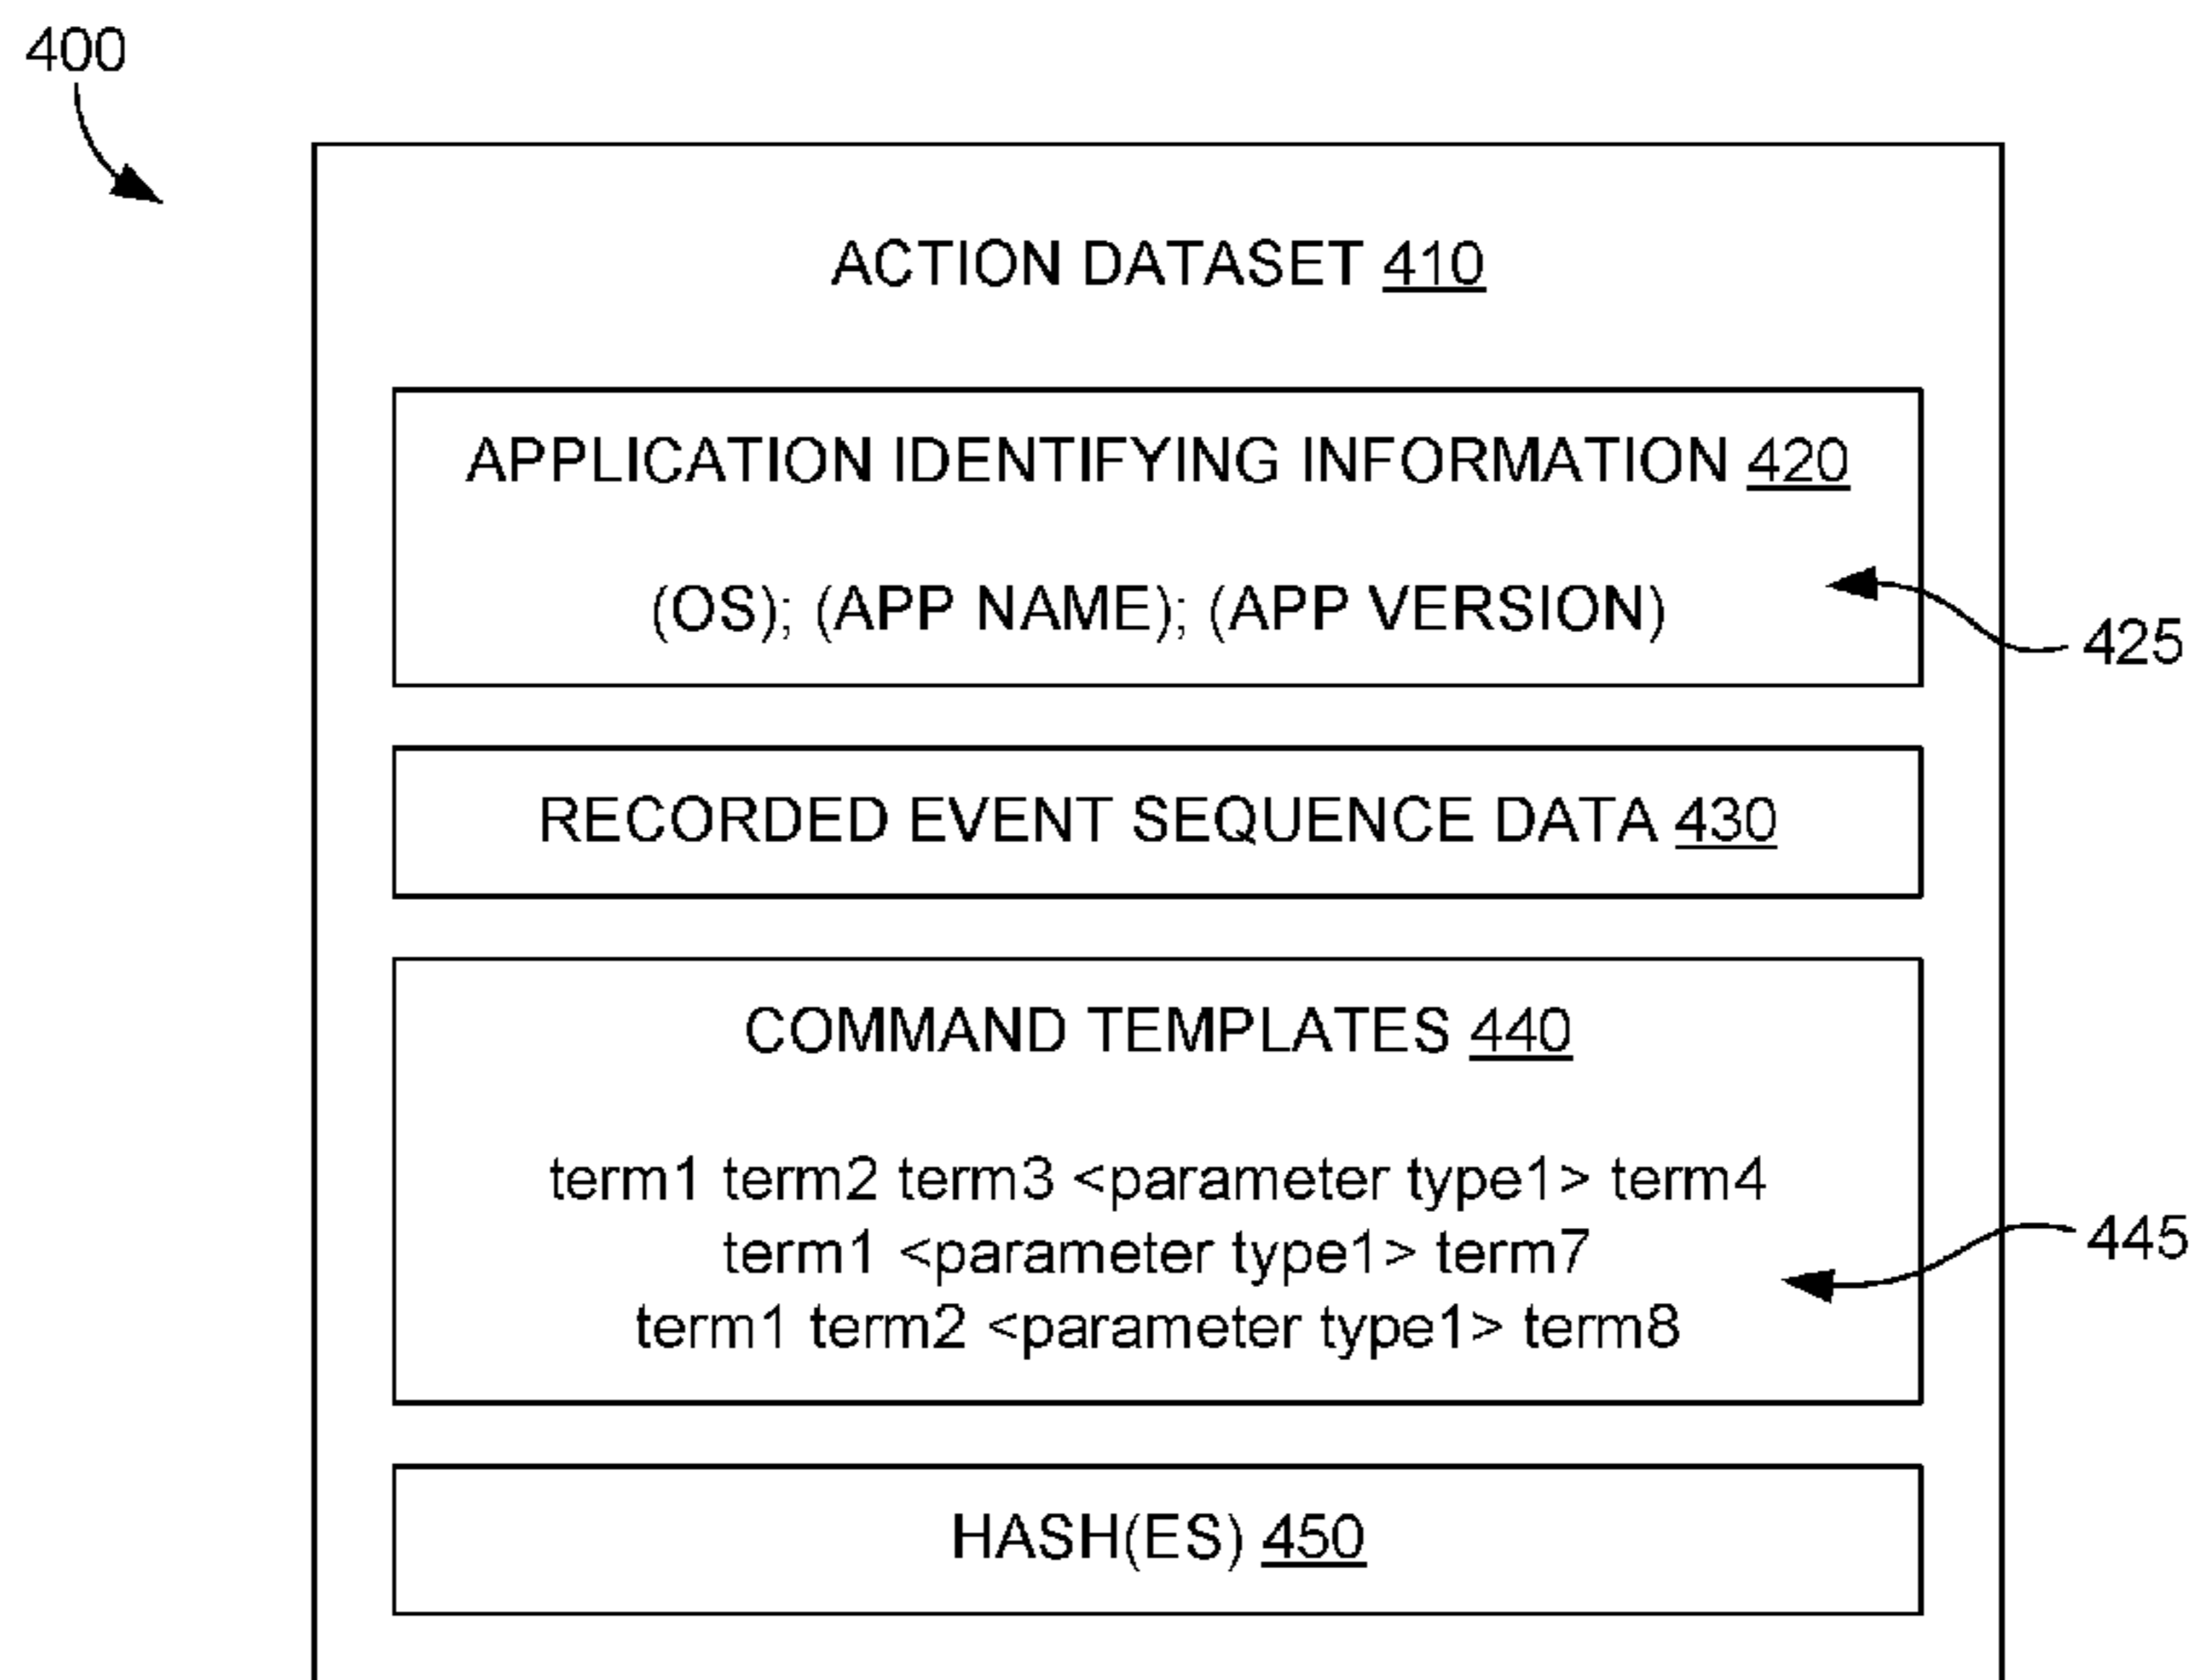 400
ACTION DATASET 410
APPLICATION IDENTIFYING INFORMATION 420
(OS); (APP NAME); (APP VERSION)
425
RECORDED EVENT SEQUENCE DATA 430
COMMAND TEMPLATES 440
term1 term2 term3 <parameter type1> term4
term1 <parameter type1> term7
445
term1 term2 <parameter type1> term8
HASH(ES) 450